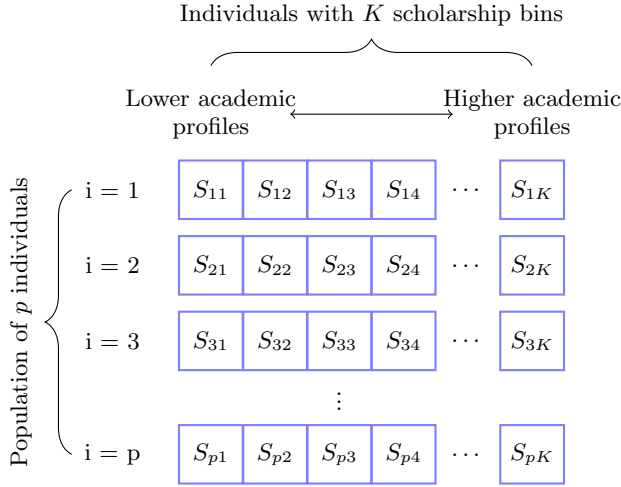 Individuals with K scholarship bins
Lower academic profiles
Higher academic profiles
Population of p individuals
i = 1 S11 S12 S13 S14 ··· S1K
i = 2 S21 S22 S23 S24 ··· S2K
i = 3 S31 S32 S33 S34 ··· S3K
⋮
i = p Sp1 Sp2 Sp3 Sp4 ··· SpK